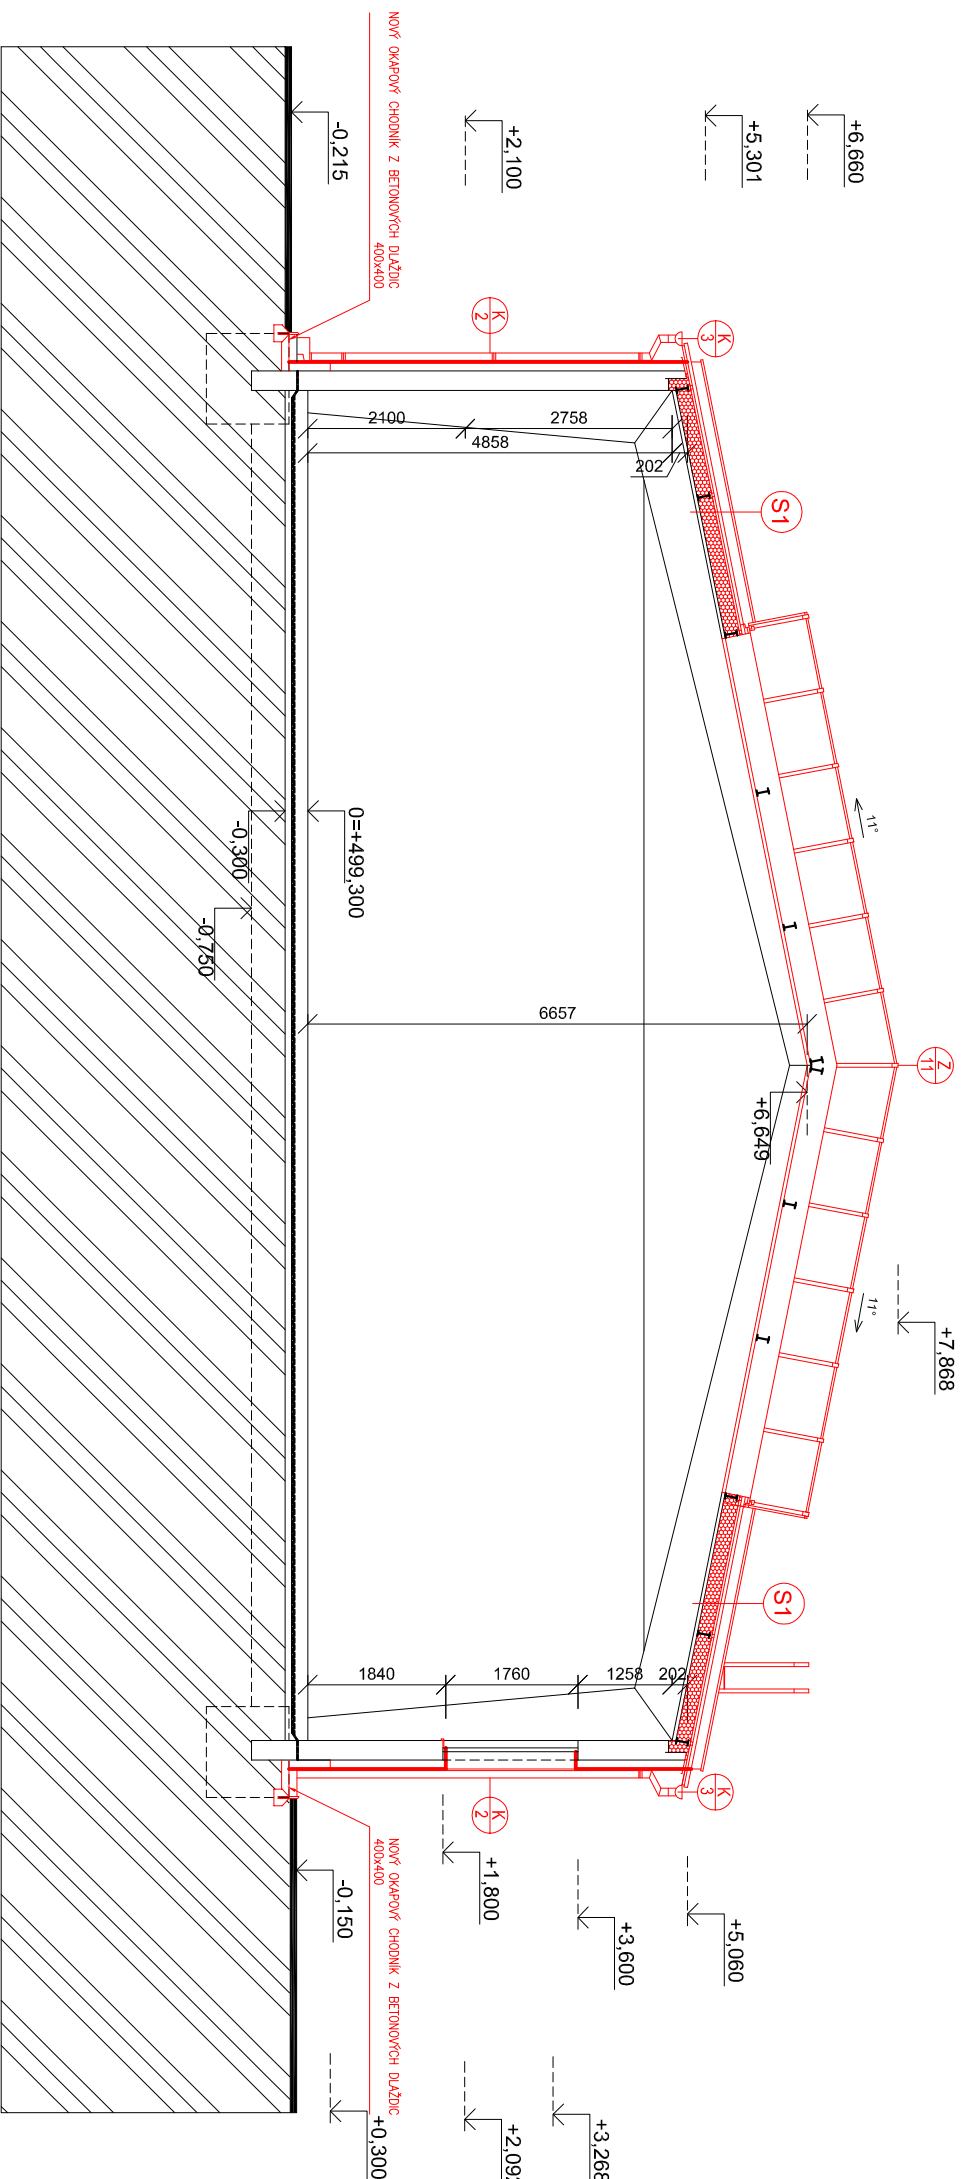 +7,868
Z
11
11°
11°
+6,660
+5,301
+2,100
-0,215
+6,649
6657
K
3
K
2
S1
S1
K
3
K
2
+5,060
+3,600
+1,800
-0,150
+3,268
+0,300
2100
2758
4858
202
1840
1760
1258
202
0=+499,300
-0,300
-0,750
NOVÝ OKAPOVÝ CHODNÍK Z BETONOVÝCH DLAŽDIC
400x400
NOVÝ OKAPOVÝ CHODNÍK Z BETONOVÝCH DLAŽDIC
400x400